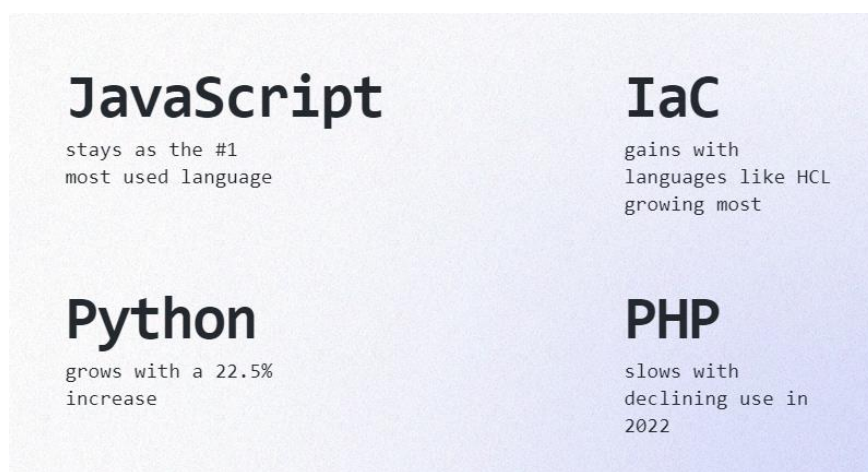 JavaScript
stays as the #1
most used language
IaC
gains with
languages like HCL
growing most
Python
grows with a 22.5%
increase
PHP
slows with
declining use in
2022